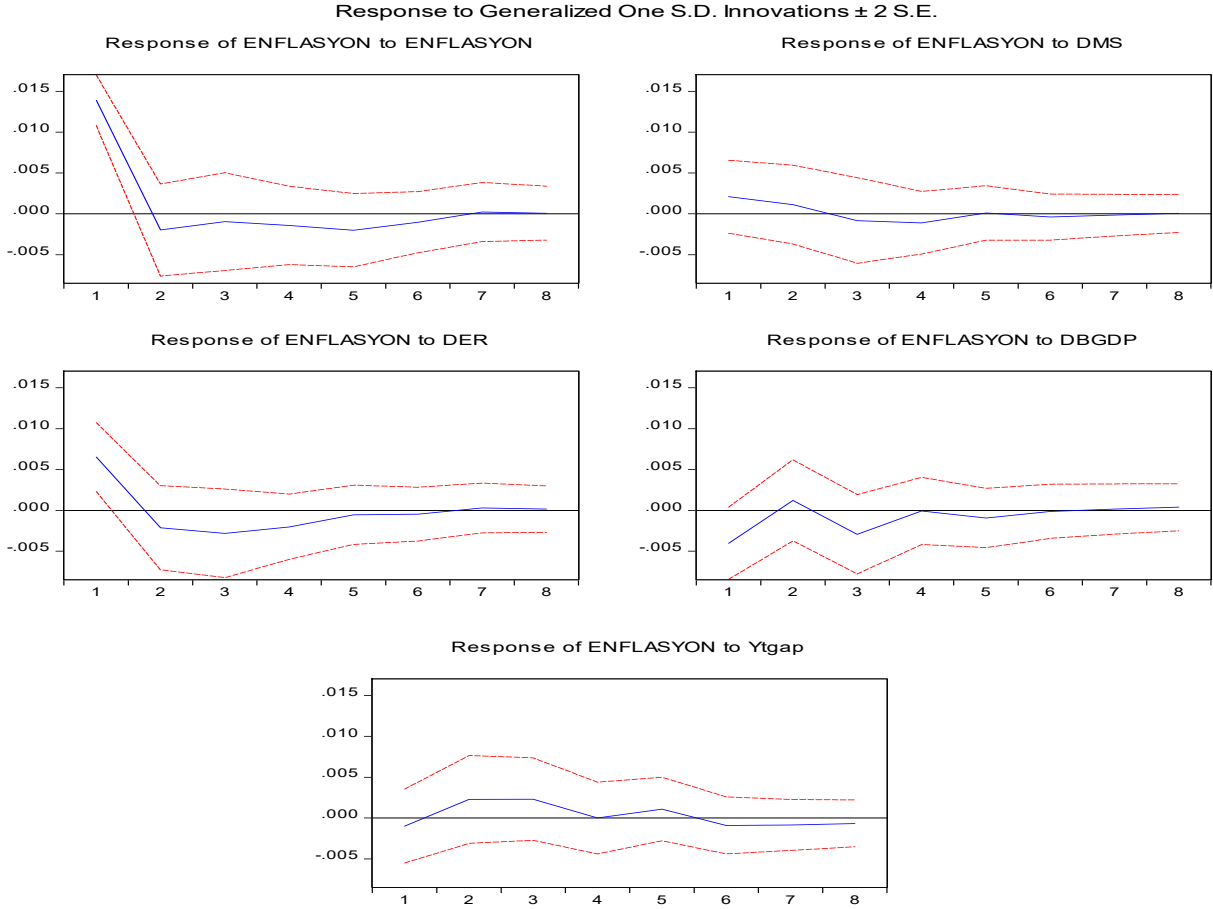 Response to Generalized One S.D. Innovations ± 2 S.E.
Response of ENFLASYON to ENFLASYON
.015
.010
.005
.000
-.005
1 2 3 4 5 6 7 8
Response of ENFLASYON to DMS
.015
.010
.005
.000
-.005
1 2 3 4 5 6 7 8
Response of ENFLASYON to DER
.015
.010
.005
.000
-.005
1 2 3 4 5 6 7 8
Response of ENFLASYON to DBGDP
.015
.010
.005
.000
-.005
1 2 3 4 5 6 7 8
Response of ENFLASYON to Ytgap
.015
.010
.005
.000
-.005
1 2 3 4 5 6 7 8